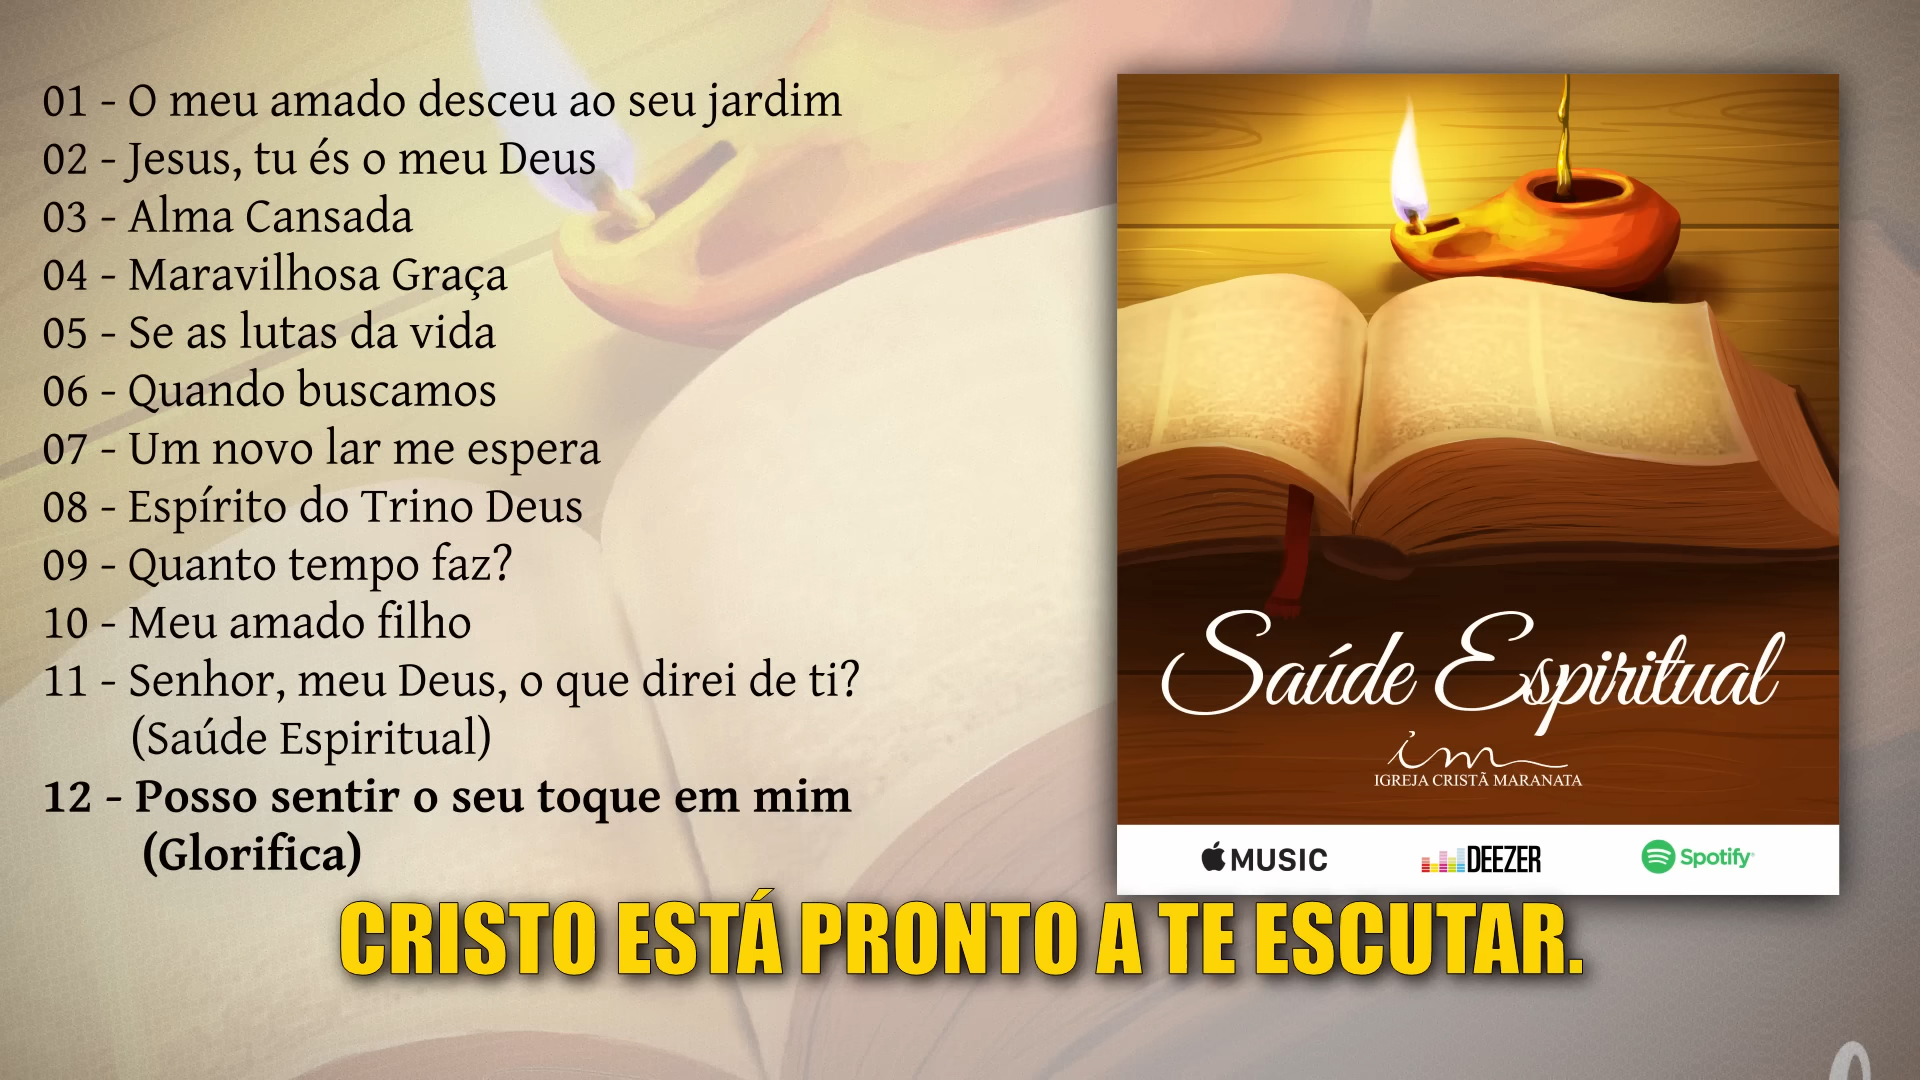 01 - O meu amado desceu ao seu jardim
02 - Jesus, tu és o meu Deus
03 - Alma Cansada
04 - Maravilhosa Graça
05 - Se as lutas da vida
06 - Quando buscamos
07 - Um novo lar me espera
08 - Espírito do Trino Deus
09 - Quanto tempo faz?
10 - Meu amado filho
11 - Senhor, meu Deus, o que direi de ti?
(Saúde Espiritual)
12 - Posso sentir o seu toque em mim
(Glorifica)
Saúde Espiritual
im
IGREJA CRISTÃ MARANATA
MUSIC
DEEZER
Spotify
CRISTO ESTÁ PRONTO A TE ESCUTAR.